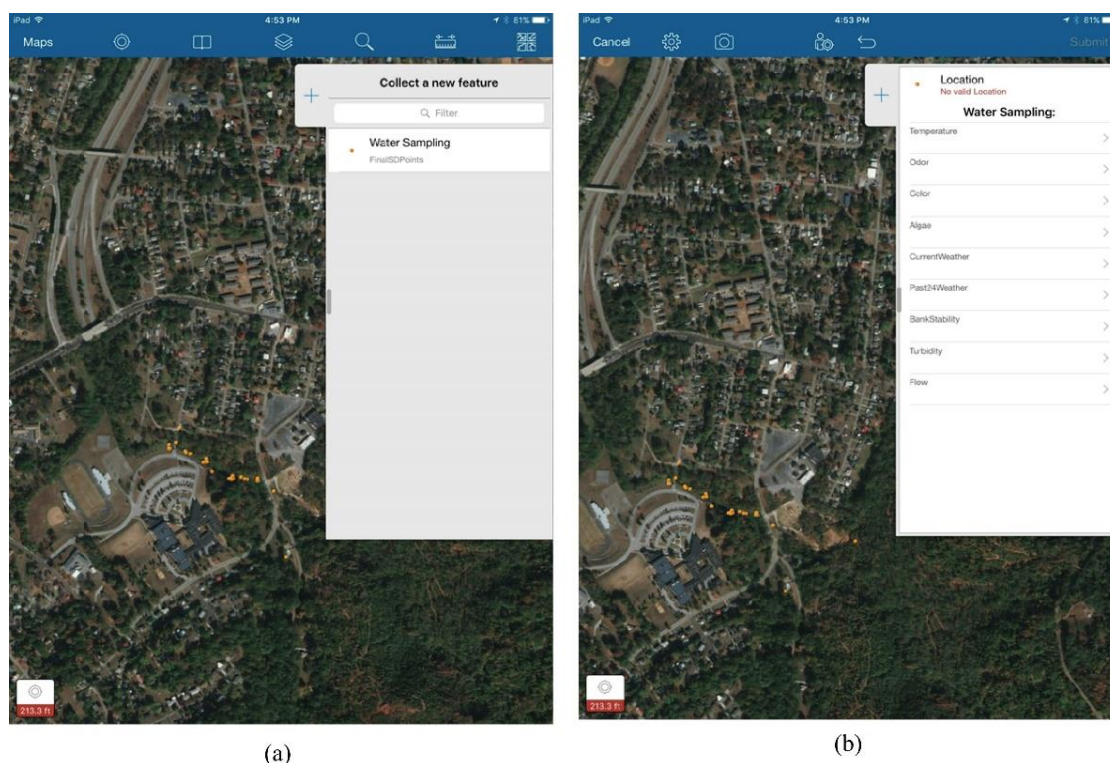 iPad 4:53 PM 81%
Maps
Collect a new feature
Filter
Water Sampling
FinalSDPoints
213.3 ft
(a)
iPad 4:53 PM 81%
Cancel Submit
Location
No valid Location
Water Sampling:
Temperature
Odor
Color
Algae
CurrentWeather
Past24Weather
BankStability
Turbidity
Flow
213.3 ft
(b)